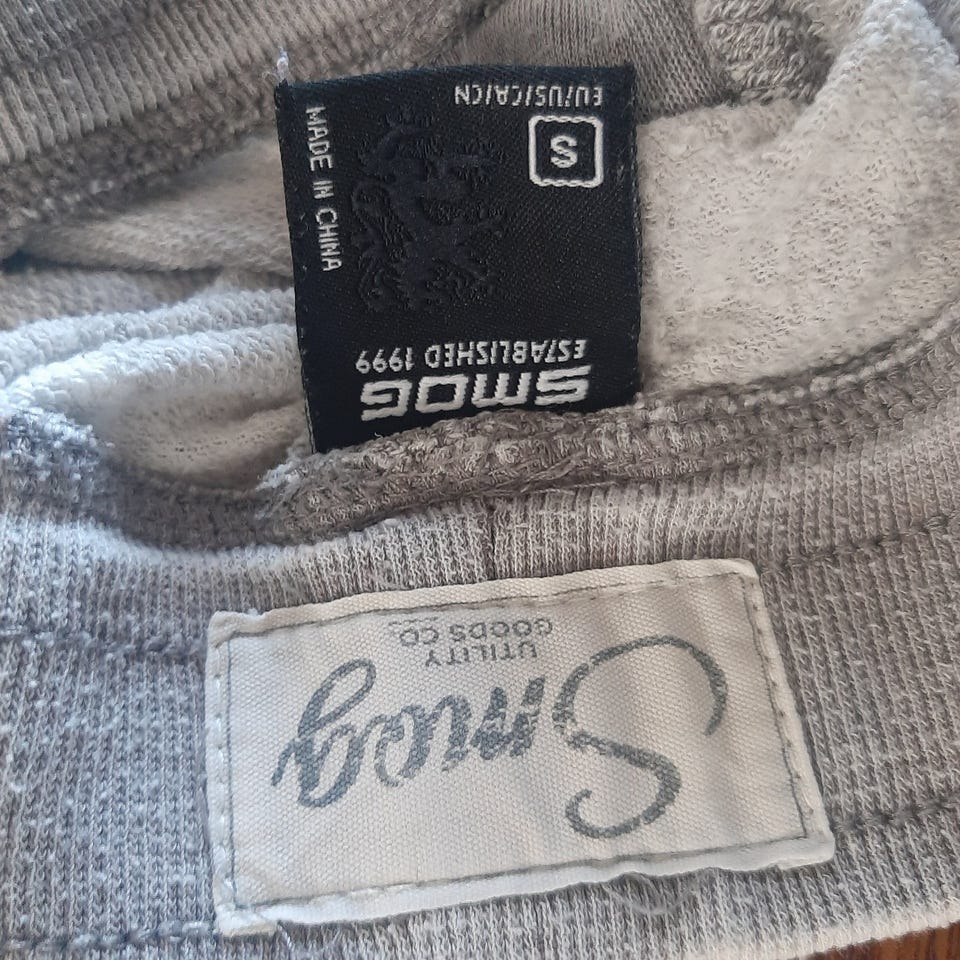 SMOG
ESTABLISHED 1999
S
EU/US/CA/CN
MADE IN CHINA
Smog
UTILITY
GOODS CO.